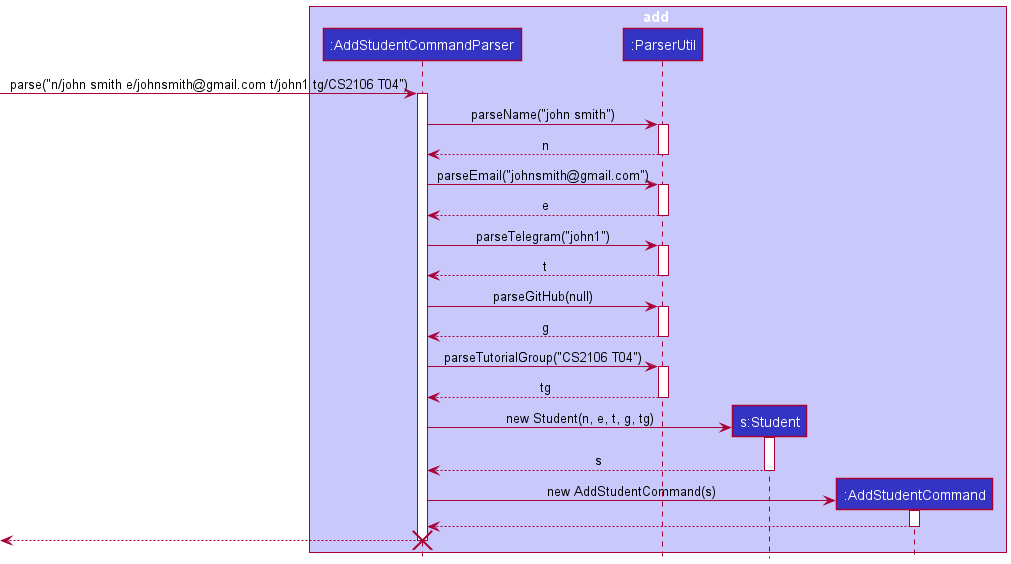 add
:AddStudentCommandParser
:ParserUtil
parse("n/john smith e/johnsmith@gmail.com t/john1 tg/CS2106 T04")
parseName("john smith")
n
parseEmail("johnsmith@gmail.com")
e
parseTelegram("john1")
t
parseGitHub(null)
g
parseTutorialGroup("CS2106 T04")
tg
new Student(n, e, t, g, tg)
s:Student
s
new AddStudentCommand(s)
:AddStudentCommand